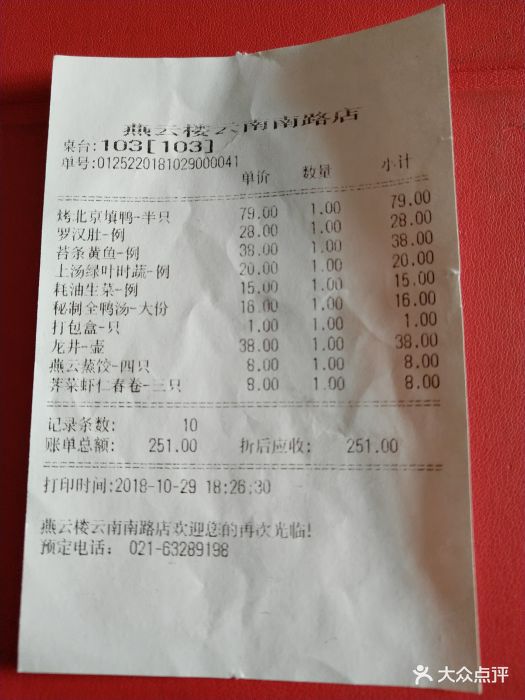 燕云楼云南南路店
桌台:103[103]
单号:0125220181029000041
单价 数量 小计
烤北京填鸭-半只 79.00 1.00 79.00
罗汉肚-例 28.00 1.00 28.00
苔条黄鱼-例 38.00 1.00 38.00
上汤绿叶时蔬-例 20.00 1.00 20.00
耗油生菜-例 15.00 1.00 15.00
秘制全鸭汤-大份 16.00 1.00 16.00
打包盒-只 1.00 1.00 1.00
龙井-壶 38.00 1.00 38.00
燕云蒸饺-四只 8.00 1.00 8.00
荠菜虾仁春卷-三只 8.00 1.00 8.00
记录条数: 10
账单总额: 251.00 折后应收: 251.00
打印时间:2018-10-29 18:26:30
燕云楼云南南路店欢迎您的再次光临!
预定电话: 021-63289198
大众点评